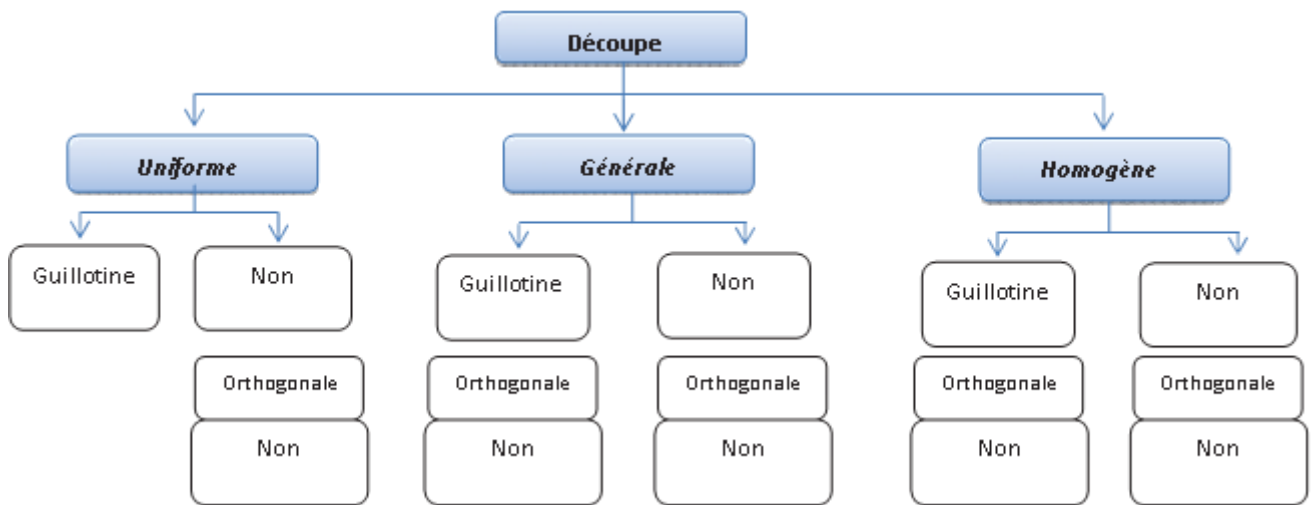 Découpe
Uniforme
Générale
Homogène
Guillotine
Non
Guillotine
Non
Guillotine
Non
Orthogonale
Orthogonale
Orthogonale
Orthogonale
Orthogonale
Non
Non
Non
Non
Non